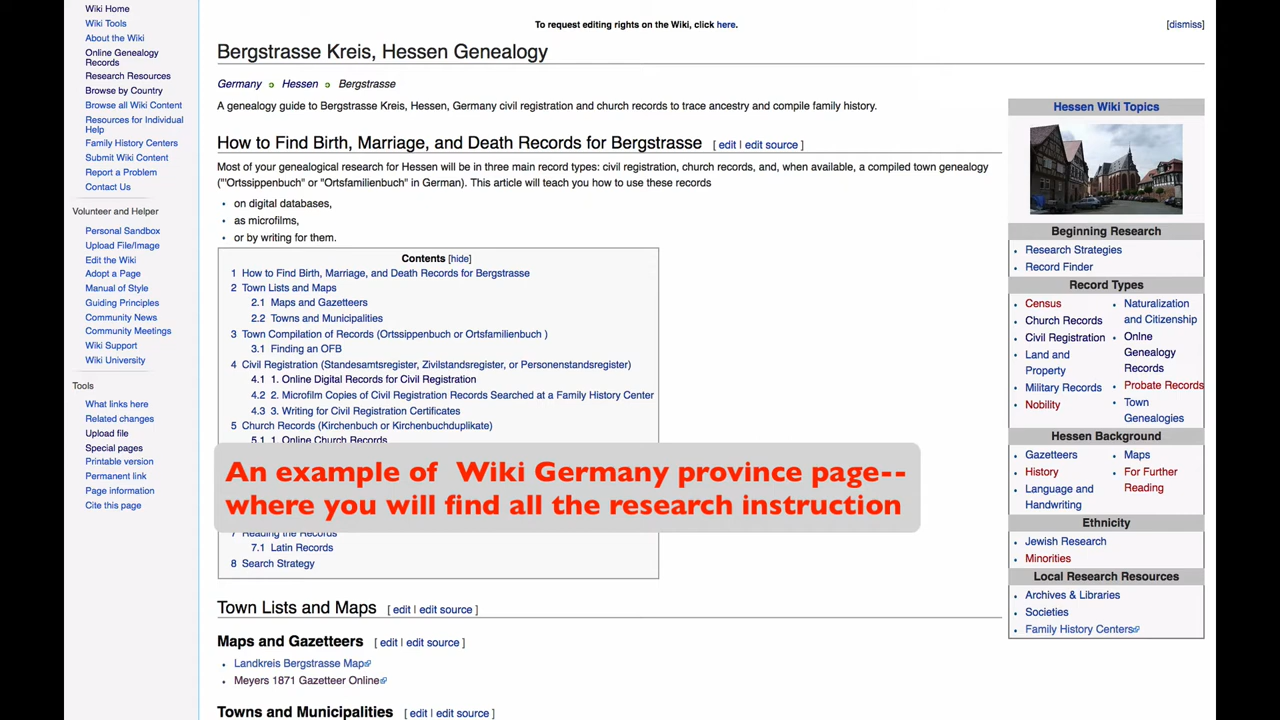 Wiki Home
Wiki Tools
About the Wiki
Online Genealogy
Records
Research Resources
Browse by Country
Browse all Wiki Content
Resources for Individual
Help
Family History Centers
Submit Wiki Content
Report a Problem
Contact Us
Volunteer and Helper
Personal Sandbox
Upload File/Image
Edit the Wiki
Adopt a Page
Manual of Style
Guiding Principles
Community News
Community Meetings
Wiki Support
Wiki University
Tools
What links here
Related changes
Upload file
Special pages
Printable version
Permanent link
Page information
Cite this page
To request editing rights on the Wiki, click here.
[dismiss]
Bergstrasse Kreis, Hessen Genealogy
Germany Hessen Bergstrasse
A genealogy guide to Bergstrasse Kreis, Hessen, Germany civil registration and church records to trace ancestry and compile family history.
How to Find Birth, Marriage, and Death Records for Bergstrasse [ edit | edit source ]
Most of your genealogical research for Hessen will be in three main record types: civil registration, church records, and, when available, a compiled town genealogy
("'Ortssippenbuch" or "Ortsfamilienbuch" in German). This article will teach you how to use these records
• on digital databases,
• as microfilms,
• or by writing for them.
Contents [hide]
1 How to Find Birth, Marriage, and Death Records for Bergstrasse
2 Town Lists and Maps
2.1 Maps and Gazetteers
2.2 Towns and Municipalities
3 Town Compilation of Records (Ortssippenbuch or Ortsfamilienbuch )
3.1 Finding an OFB
4 Civil Registration (Standesamtsregister, Zivilstandsregister, or Personenstandsregister)
4.1 1. Online Digital Records for Civil Registration
4.2 2. Microfilm Copies of Civil Registration Records Searched at a Family History Center
4.3 3. Writing for Civil Registration Certificates
5 Church Records (Kirchenbuch or Kirchenbuchduplikate)
5.1 1. Online Church Records
An example of Wiki Germany province page--
where you will find all the research instruction
7 Reading the Records
7.1 Latin Records
8 Search Strategy
Town Lists and Maps [ edit | edit source ]
Maps and Gazetteers [ edit | edit source ]
• Landkreis Bergstrasse Map
• Meyers 1871 Gazetteer Online
Towns and Municipalities [ edit | edit source ]
Hessen Wiki Topics
Beginning Research
• Research Strategies
• Record Finder
Record Types
• Census
• Church Records
• Civil Registration
• Land and
Property
• Military Records
• Nobility
• Naturalization
and Citizenship
• Onlne
Genealogy
Records
• Probate Records
• Town
Genealogies
Hessen Background
• Gazetteers
• History
• Language and
Handwriting
• Maps
• For Further
Reading
Ethnicity
• Jewish Research
• Minorities
Local Research Resources
• Archives & Libraries
• Societies
• Family History Centers